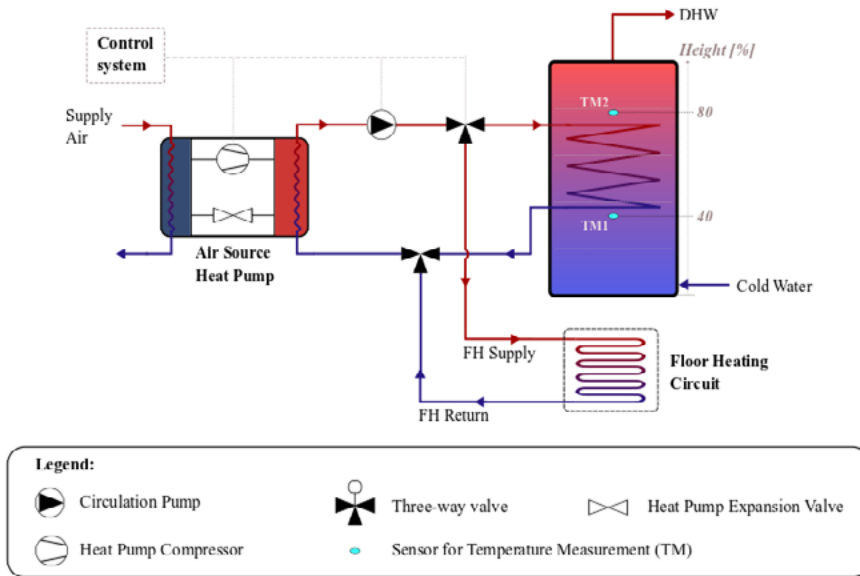 DHW
Control
system
Height [%]
TM2
80
Supply
Air
TM1
40
Air Source
Heat Pump
Cold Water
FH Supply
Floor Heating
Circuit
FH Return
Legend:
Circulation Pump
Three-way valve
Heat Pump Expansion Valve
Heat Pump Compressor
Sensor for Temperature Measurement (TM)